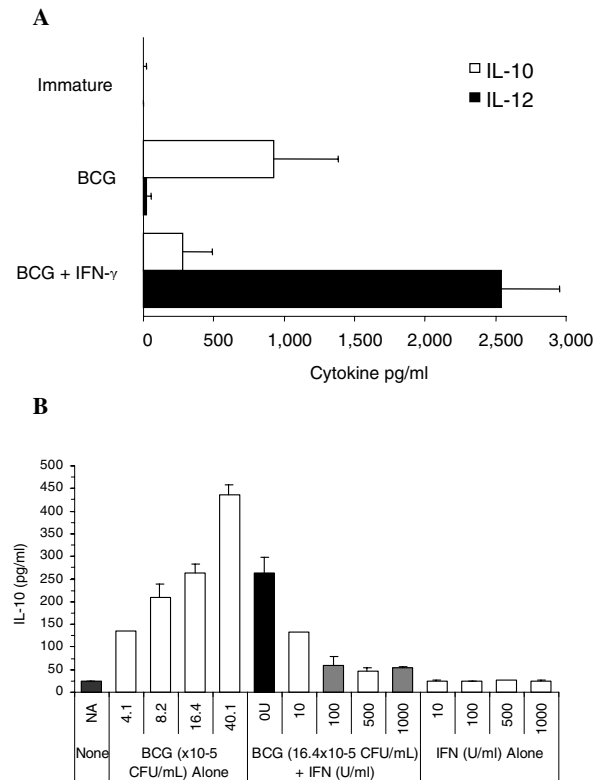 A
IL-10
IL-12
Immature
BCG
BCG + IFN-γ
0 500 1,000 1,500 2,000 2,500 3,000
Cytokine pg/ml
B
500
450
400
350
300
250
200
150
100
50
0
IL-10 (pg/ml)
NA 4.1 8.2 16.4 40.1 0U 10 100 500 1000 10 100 500 1000
None BCG (x10-5 BCG (16.4x10-5 CFU/mL) IFN (U/ml) Alone
CFU/mL) Alone + IFN (U/ml)